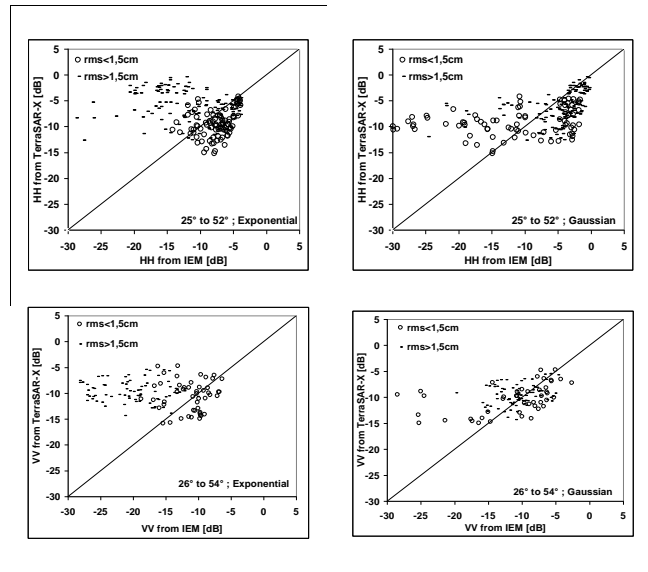 5
0
-5
-10
-15
-20
-25
-30
HH from TerraSAR-X [dB]
rms<1,5cm
rms>1,5cm
25° to 52° ; Exponential
-30 -25 -20 -15 -10 -5 0 5
HH from IEM [dB]
5
0
-5
-10
-15
-20
-25
-30
HH from TerraSAR-X [dB]
rms<1,5cm
rms>1,5cm
25° to 52° ; Gaussian
-30 -25 -20 -15 -10 -5 0 5
HH from IEM [dB]
5
0
-5
-10
-15
-20
-25
-30
VV from TerraSAR-X [dB]
rms<1,5cm
rms>1,5cm
26° to 54° ; Exponential
-30 -25 -20 -15 -10 -5 0 5
VV from IEM [dB]
5
0
-5
-10
-15
-20
-25
-30
VV from TerraSAR-X [dB]
rms<1,5cm
rms>1,5cm
26° to 54° ; Gaussian
-30 -25 -20 -15 -10 -5 0 5
VV from IEM [dB]